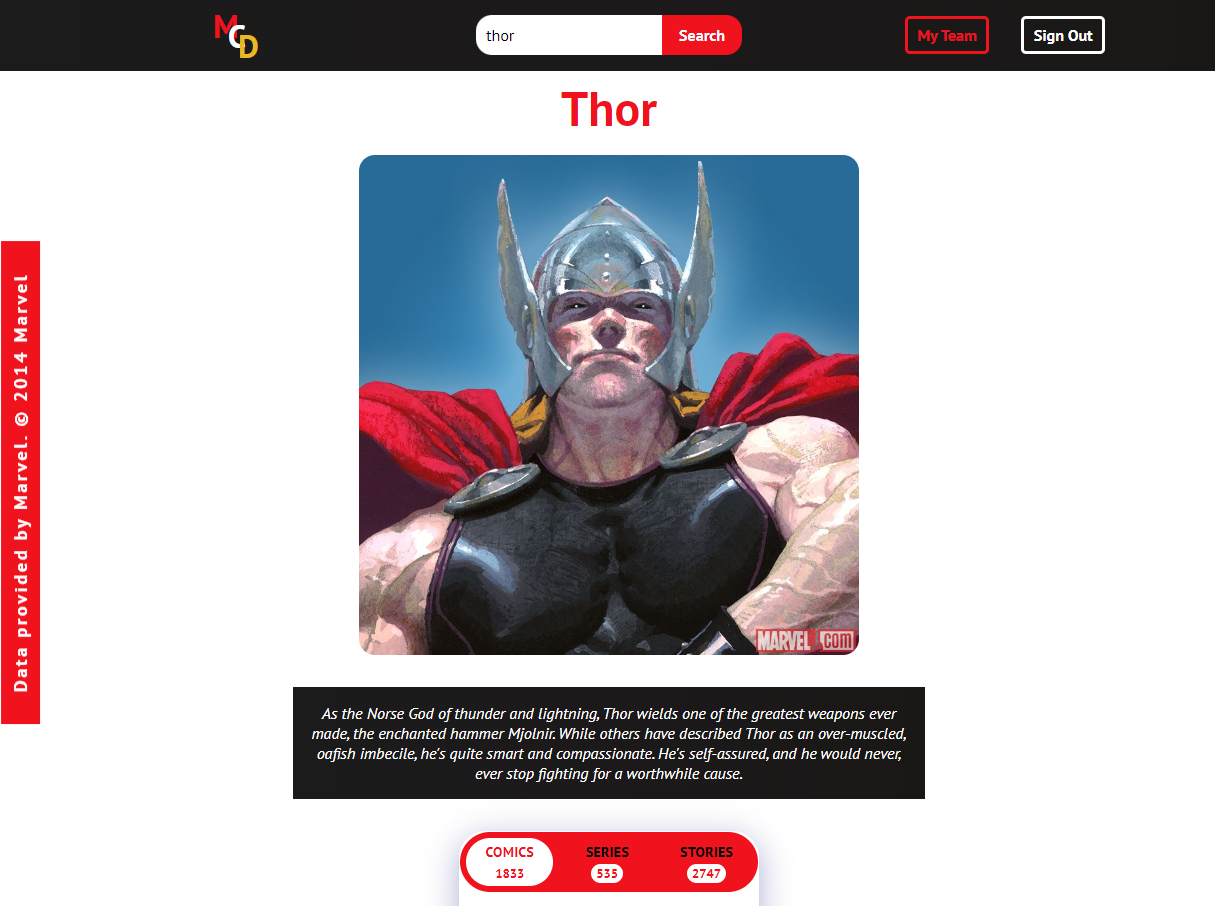 MCD
thor
Search
My Team
Sign Out
Thor
Data provided by Marvel. © 2014 Marvel
MARVEL.com
As the Norse God of thunder and lightning, Thor wields one of the greatest weapons ever
made, the enchanted hammer Mjolnir. While others have described Thor as an over-muscled,
oafish imbecile, he's quite smart and compassionate. He's self-assured, and he would never,
ever stop fighting for a worthwhile cause.
COMICS
1833
SERIES
535
STORIES
2747